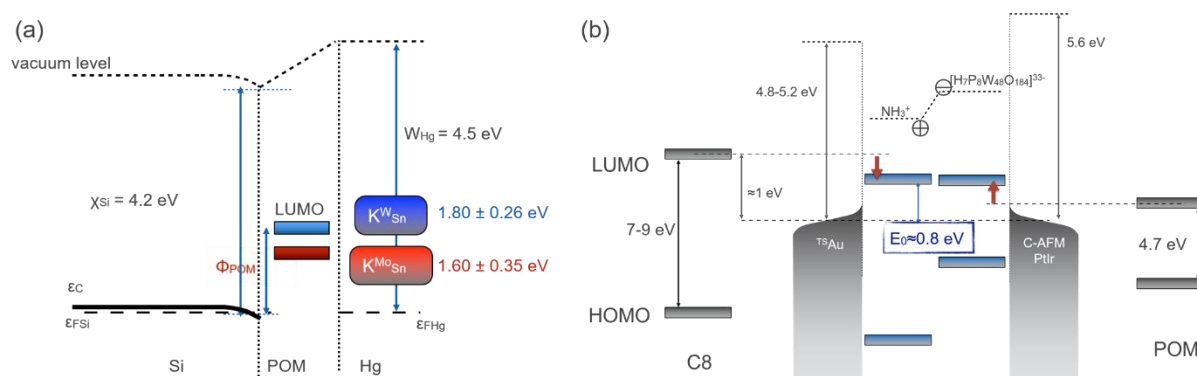 (a)
vacuum level
χSi = 4.2 eV
WHg = 4.5 eV
LUMO
KWSn
1.80 ± 0.26 eV
KMoSn
1.60 ± 0.35 eV
ΦPOM
εC
εFSi
εFHg
Si
POM
Hg
(b)
5.6 eV
4.8-5.2 eV
[H7P8W48O184]33-
NH3+
LUMO
≈1 eV
7-9 eV
E0≈0.8 eV
TSAu
C-AFM
PtIr
4.7 eV
HOMO
C8
POM